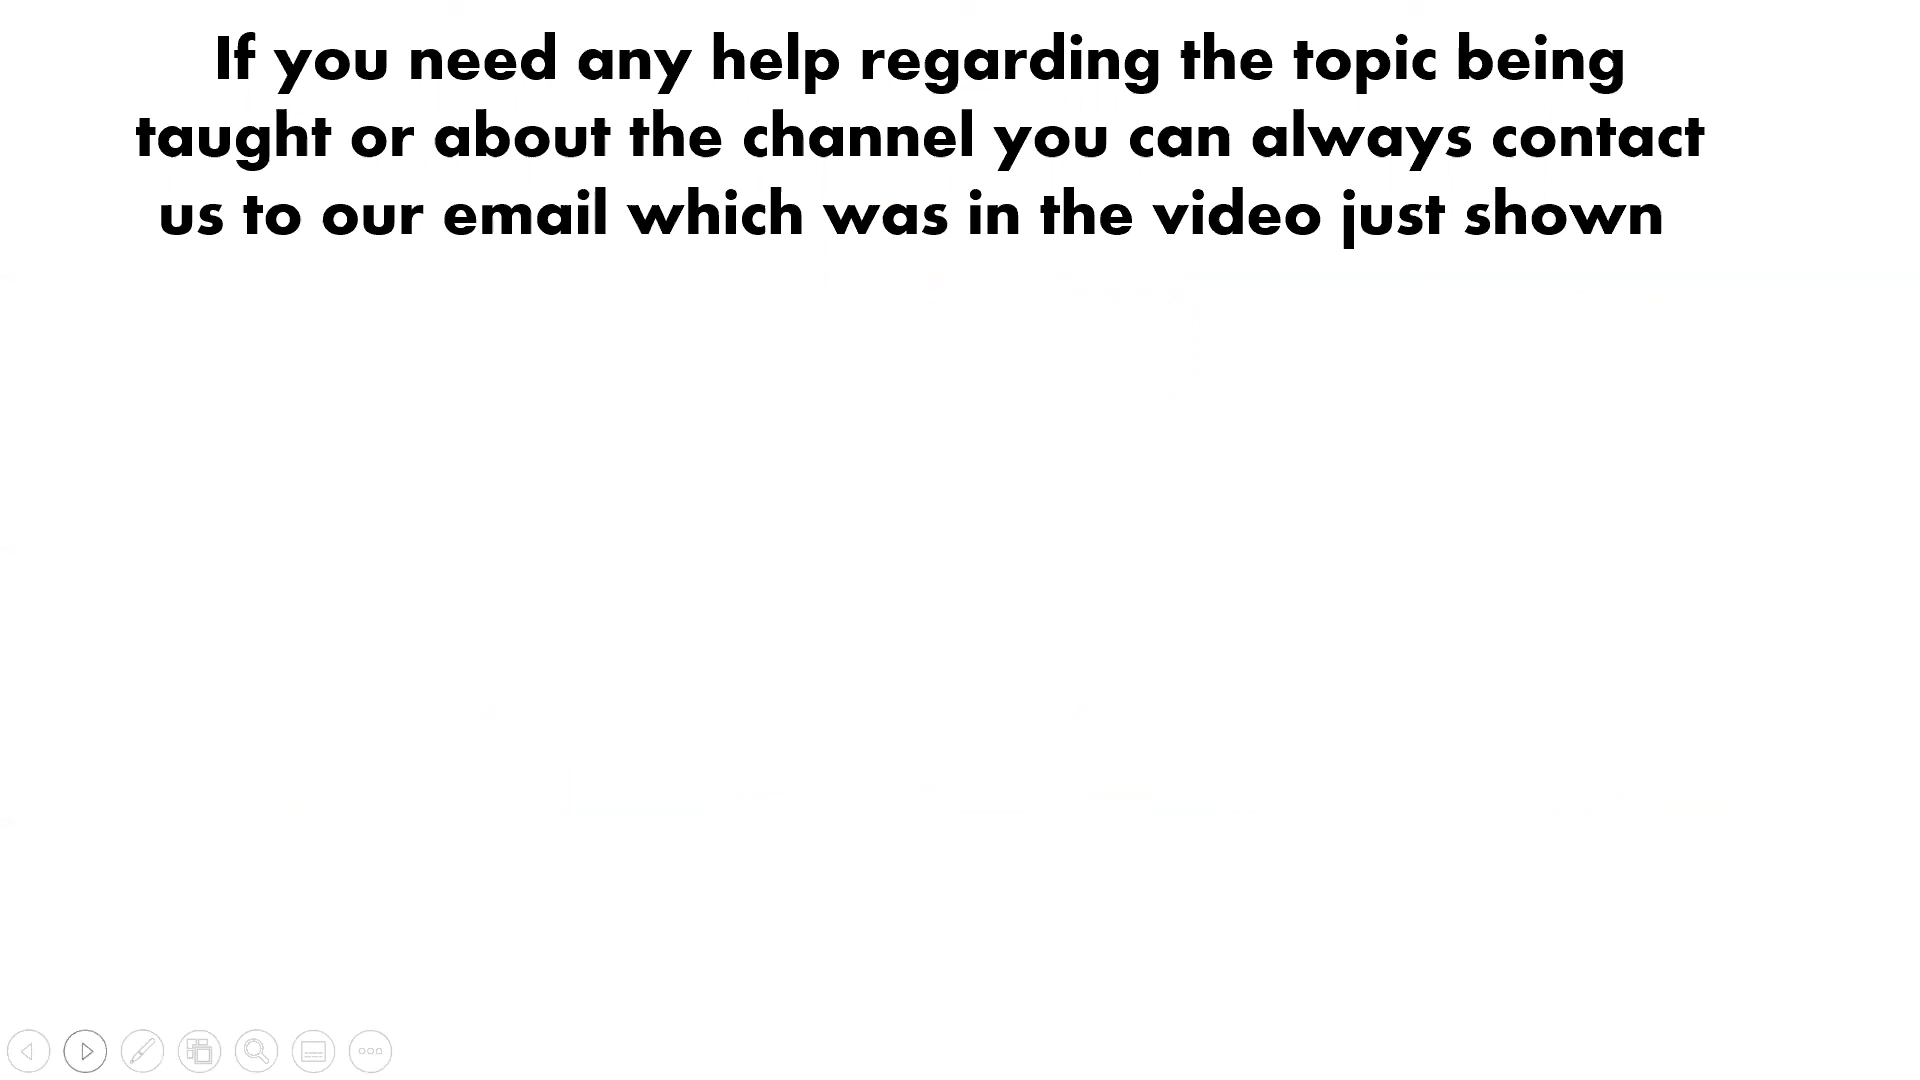 If you need any help regarding the topic being
taught or about the channel you can always contact
us to our email which was in the video just shown